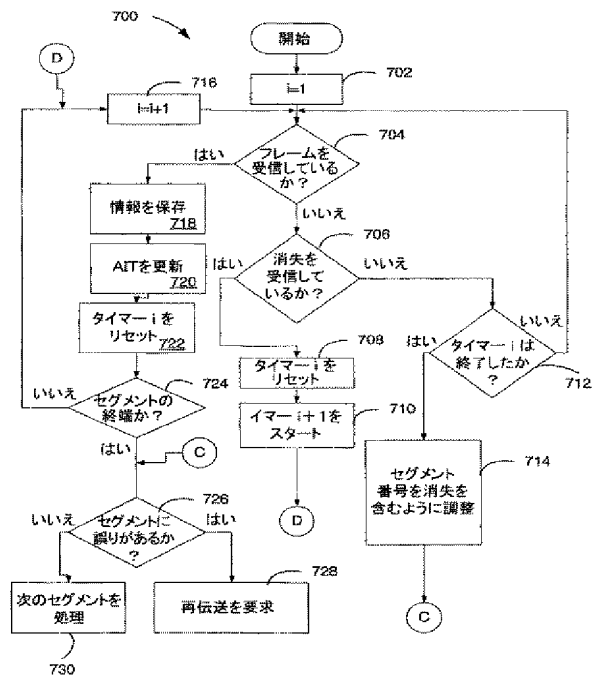 700
開始
D
716
i=i+1
i=1
702
704
はい
フレームを
受信している
か?
いいえ
情報を保存
718
AITを更新
720
タイマー i を
リセット
722
706
はい
消失を
受信して
いるか?
いいえ
708
タイマー i を
リセット
710
イマー i+1を
スタート
D
はい
いいえ
タイマー i は
終了したか
?
712
714
セグメント
番号を消失を
含むように調整
C
724
いいえ
セグメントの
終端か?
はい
C
726
いいえ
はい
セグメントに
誤りがあるか
?
次のセグメントを
処理
730
728
再伝送を要求